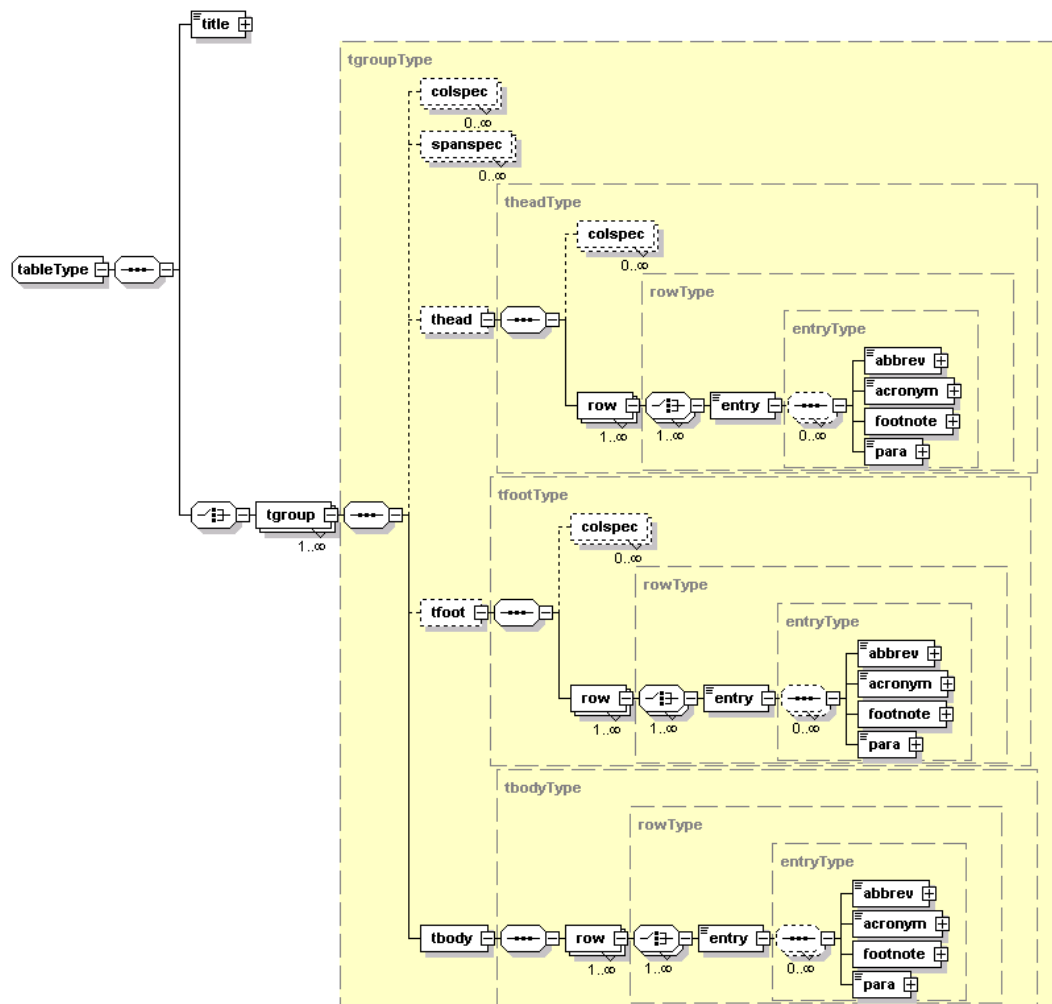 title
tgroupType
colspec
0..∞
spanspec
0..∞
theadType
colspec
0..∞
rowType
entryType
tableType
thead
abbrev
acronym
footnote
para
row
entry
1..∞
1..∞
0..∞
tfootType
colspec
0..∞
tgroup
1..∞
rowType
entryType
tfoot
abbrev
acronym
footnote
para
row
entry
1..∞
1..∞
0..∞
tbodyType
rowType
entryType
abbrev
acronym
footnote
para
tbody
row
entry
1..∞
1..∞
0..∞